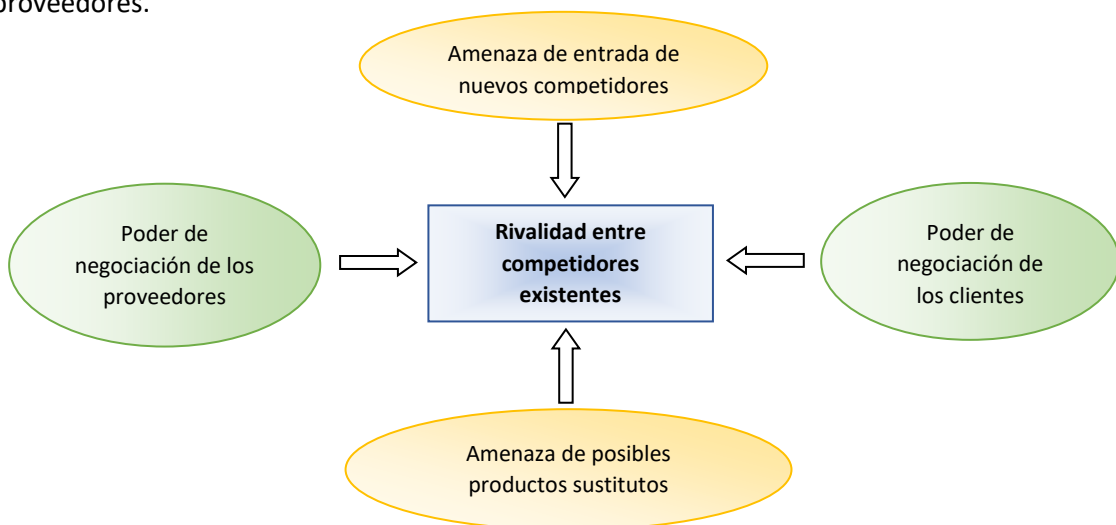 proveedores.
Amenaza de entrada de
nuevos competidores
Poder de
negociación de los
proveedores
Rivalidad entre
competidores
existentes
Poder de
negociación de
los clientes
Amenaza de posibles
productos sustitutos